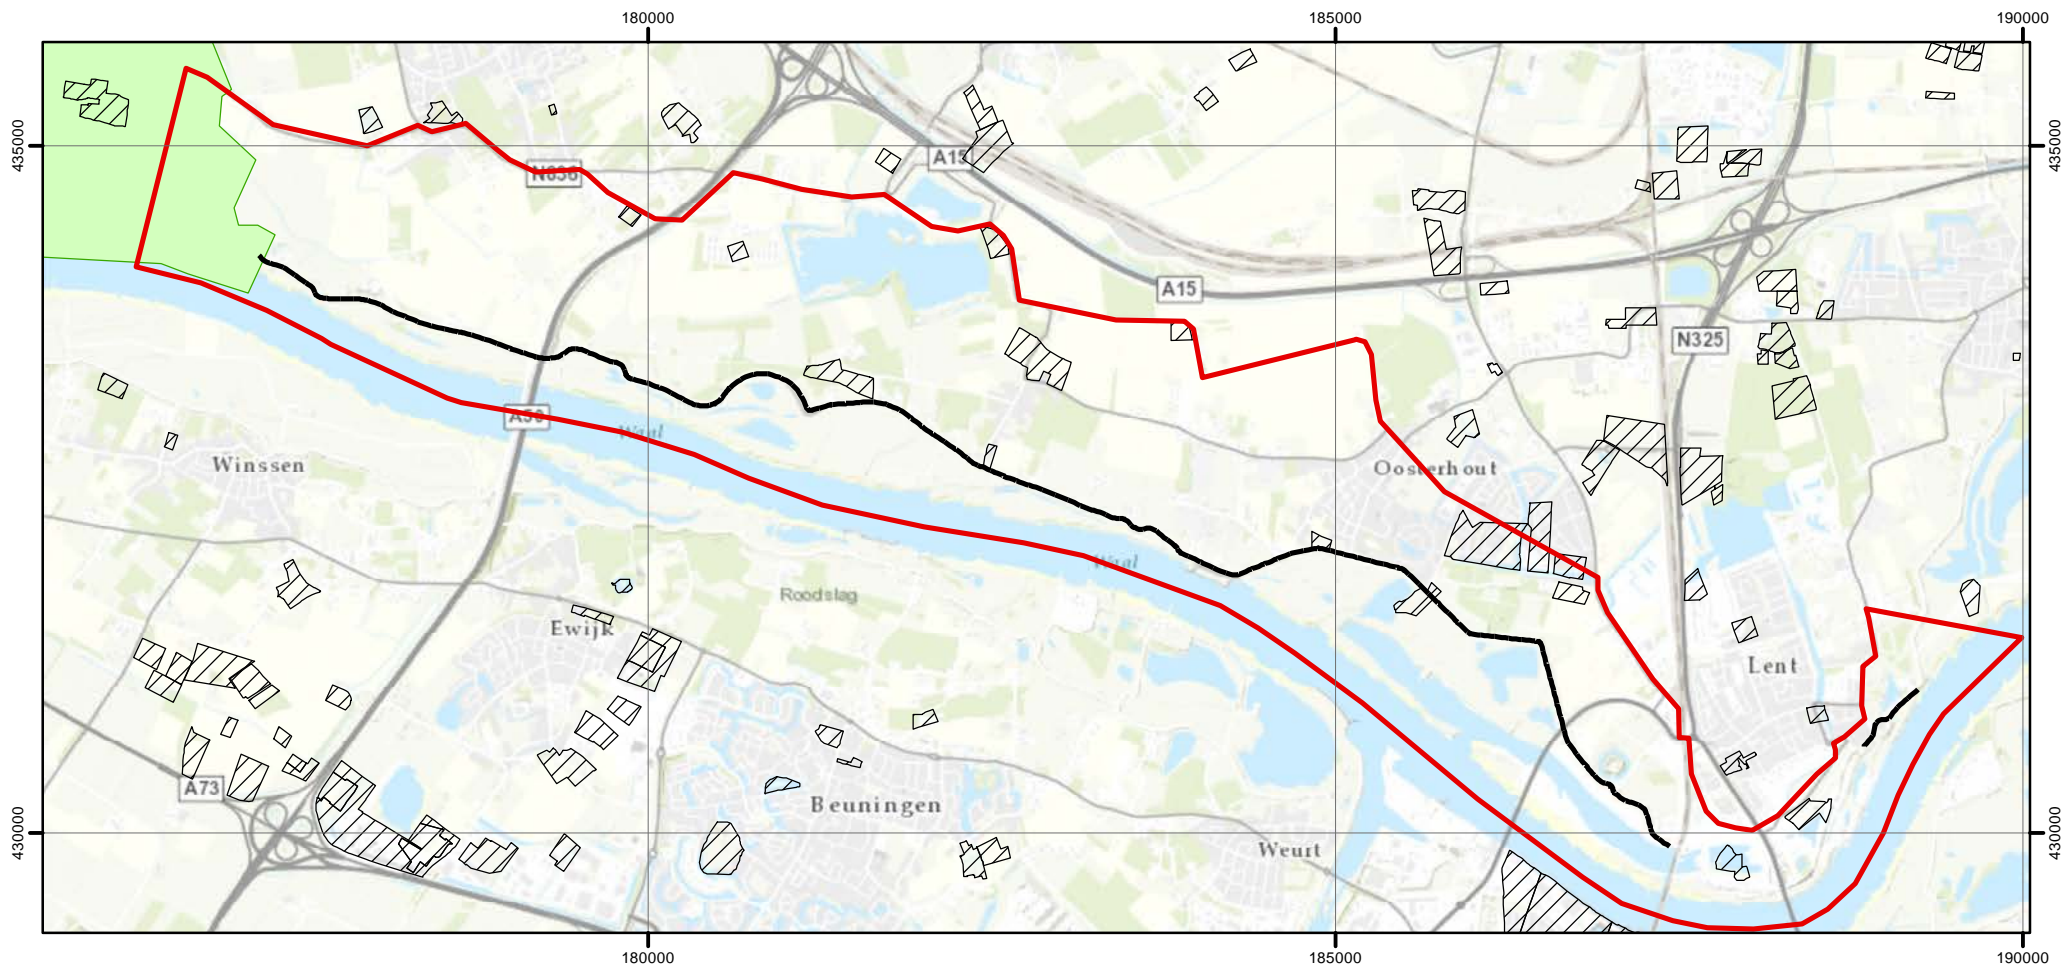 180000
185000
190000
435000
435000
A15
N836
A15
N325
A50
Waal
Winssen
Oosterhout
Waal
Roodslag
Ewijk
Lent
A73
Beuningen
430000
430000
Weurt
180000
185000
190000